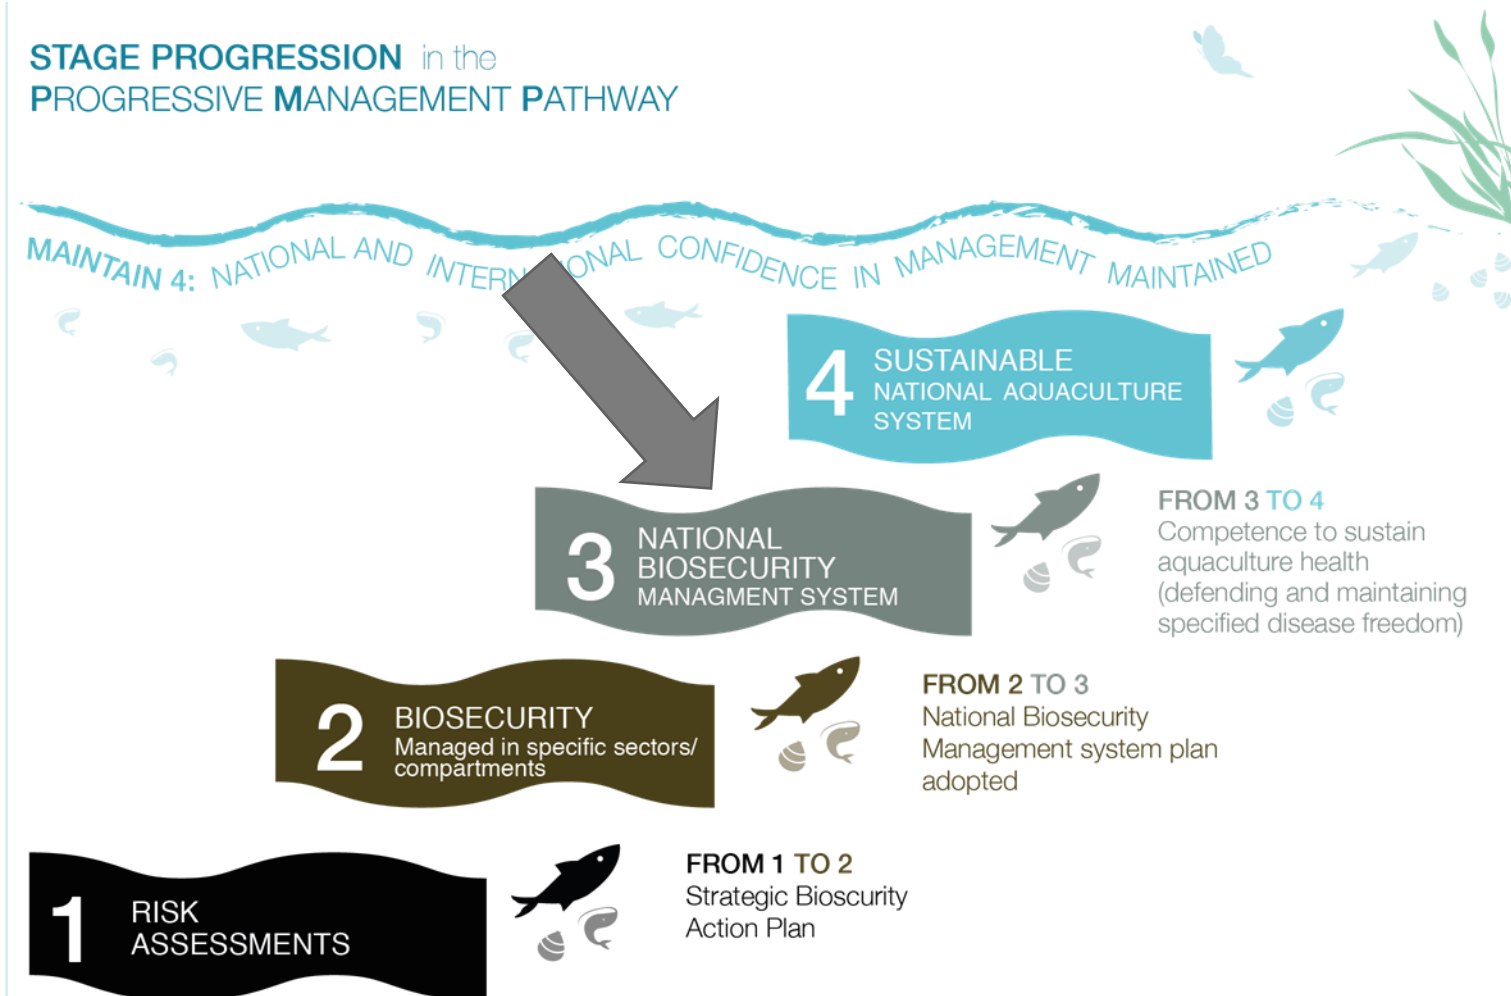 STAGE PROGRESSION in the
PROGRESSIVE MANAGEMENT PATHWAY
MAINTAIN 4: NATIONAL AND INTERN ONAL CONFIDENCE IN MANAGEMENT MAINTAINED
4 SUSTAINABLE
NATIONAL AQUACULTURE
SYSTEM
FROM 3 TO 4
Competence to sustain
aquaculture health
(defending and maintaining
specified disease freedom)
3 NATIONAL
BIOSECURITY
MANAGMENT SYSTEM
FROM 2 TO 3
National Biosecurity
Management system plan
adopted
2 BIOSECURITY
Managed in specific sectors/
compartments
FROM 1 TO 2
Strategic Bioscurity
Action Plan
1 RISK
ASSESSMENTS